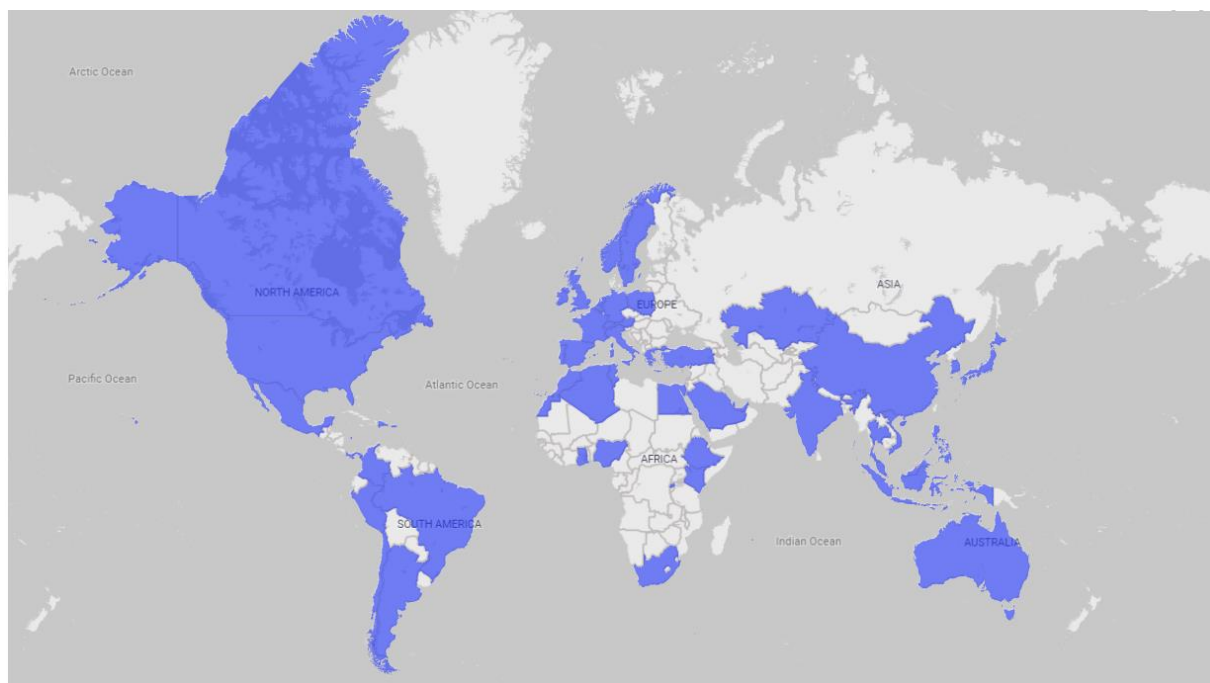 Arctic Ocean
ASIA
NORTH AMERICA
EUROPE
Pacific Ocean
Atlantic Ocean
AFRICA
SOUTH AMERICA
Indian Ocean
AUSTRALIA